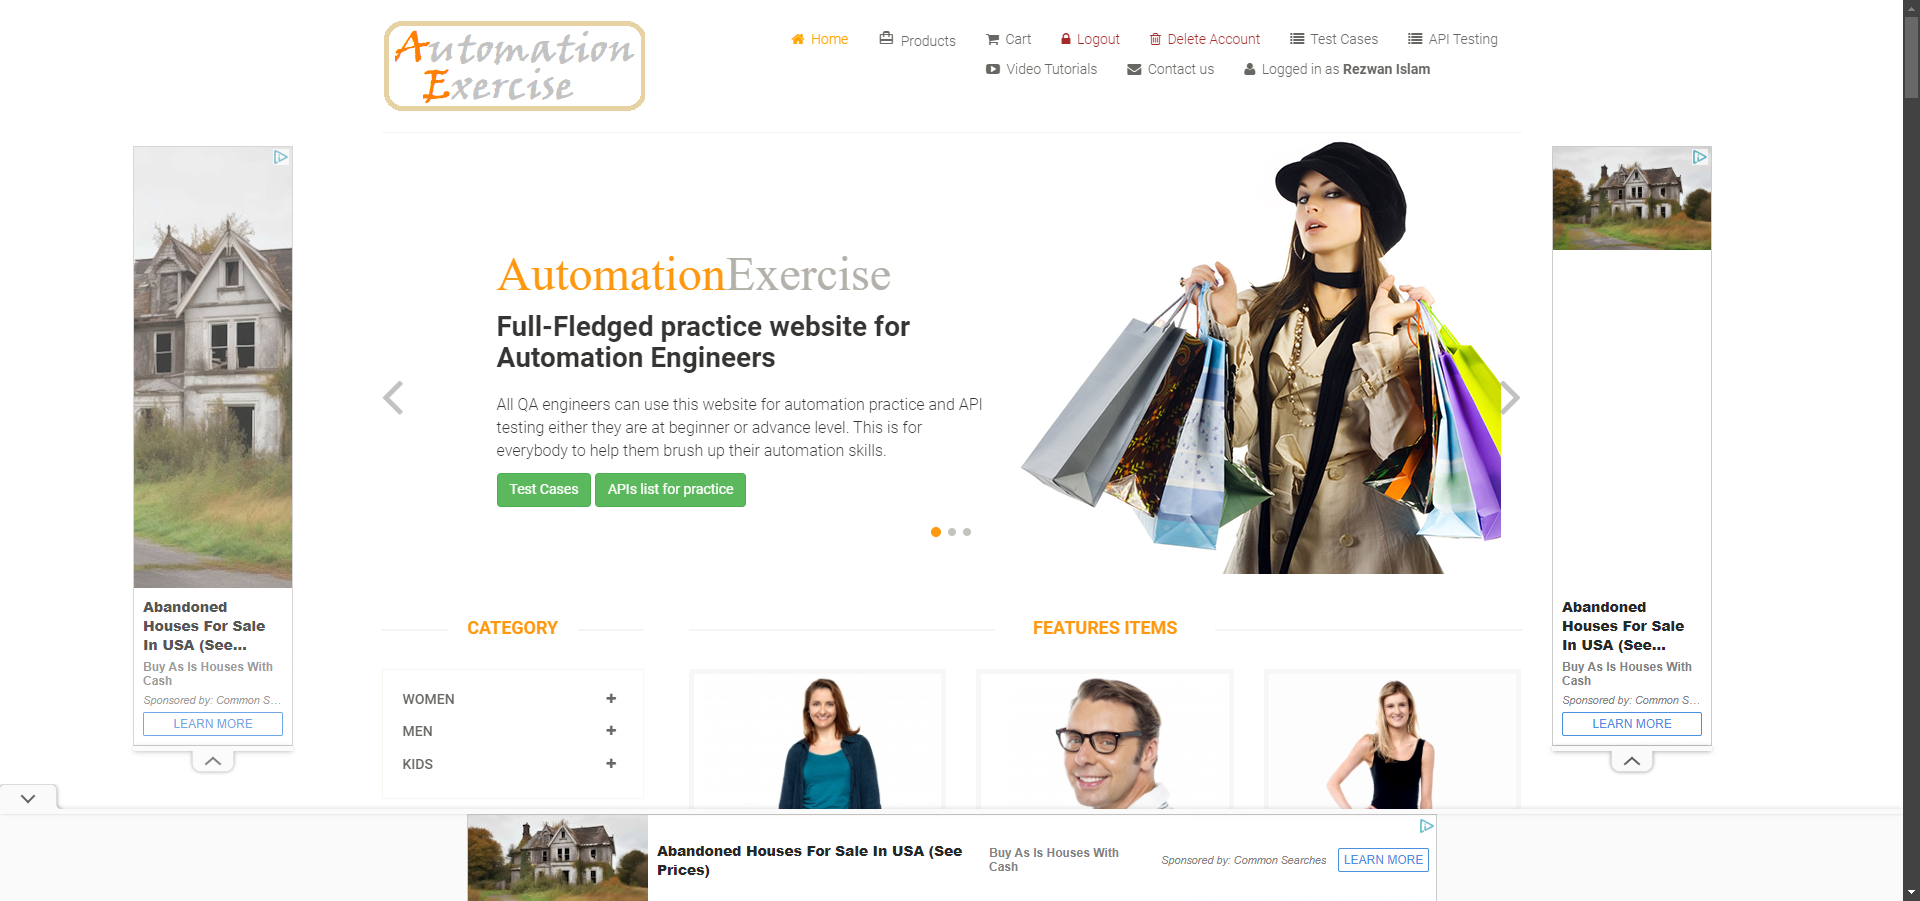 Automation
Exercise
Home
Products
Cart
Logout
Delete Account
Test Cases
API Testing
Video Tutorials
Contact us
Logged in as Rezwan Islam
AutomationExercise
Full-Fledged practice website for
Automation Engineers
All QA engineers can use this website for automation practice and API
testing either they are at beginner or advance level. This is for
everybody to help them brush up their automation skills.
Test Cases
APIs list for practice
Abandoned
Houses For Sale
In USA (See...
Buy As Is Houses With
Cash
Sponsored by: Common S...
LEARN MORE
Abandoned
Houses For Sale
In USA (See...
Buy As Is Houses With
Cash
Sponsored by: Common S...
LEARN MORE
CATEGORY
WOMEN
MEN
KIDS
FEATURES ITEMS
Abandoned Houses For Sale In USA (See
Prices)
Buy As Is Houses With
Cash
Sponsored by: Common Searches
LEARN MORE